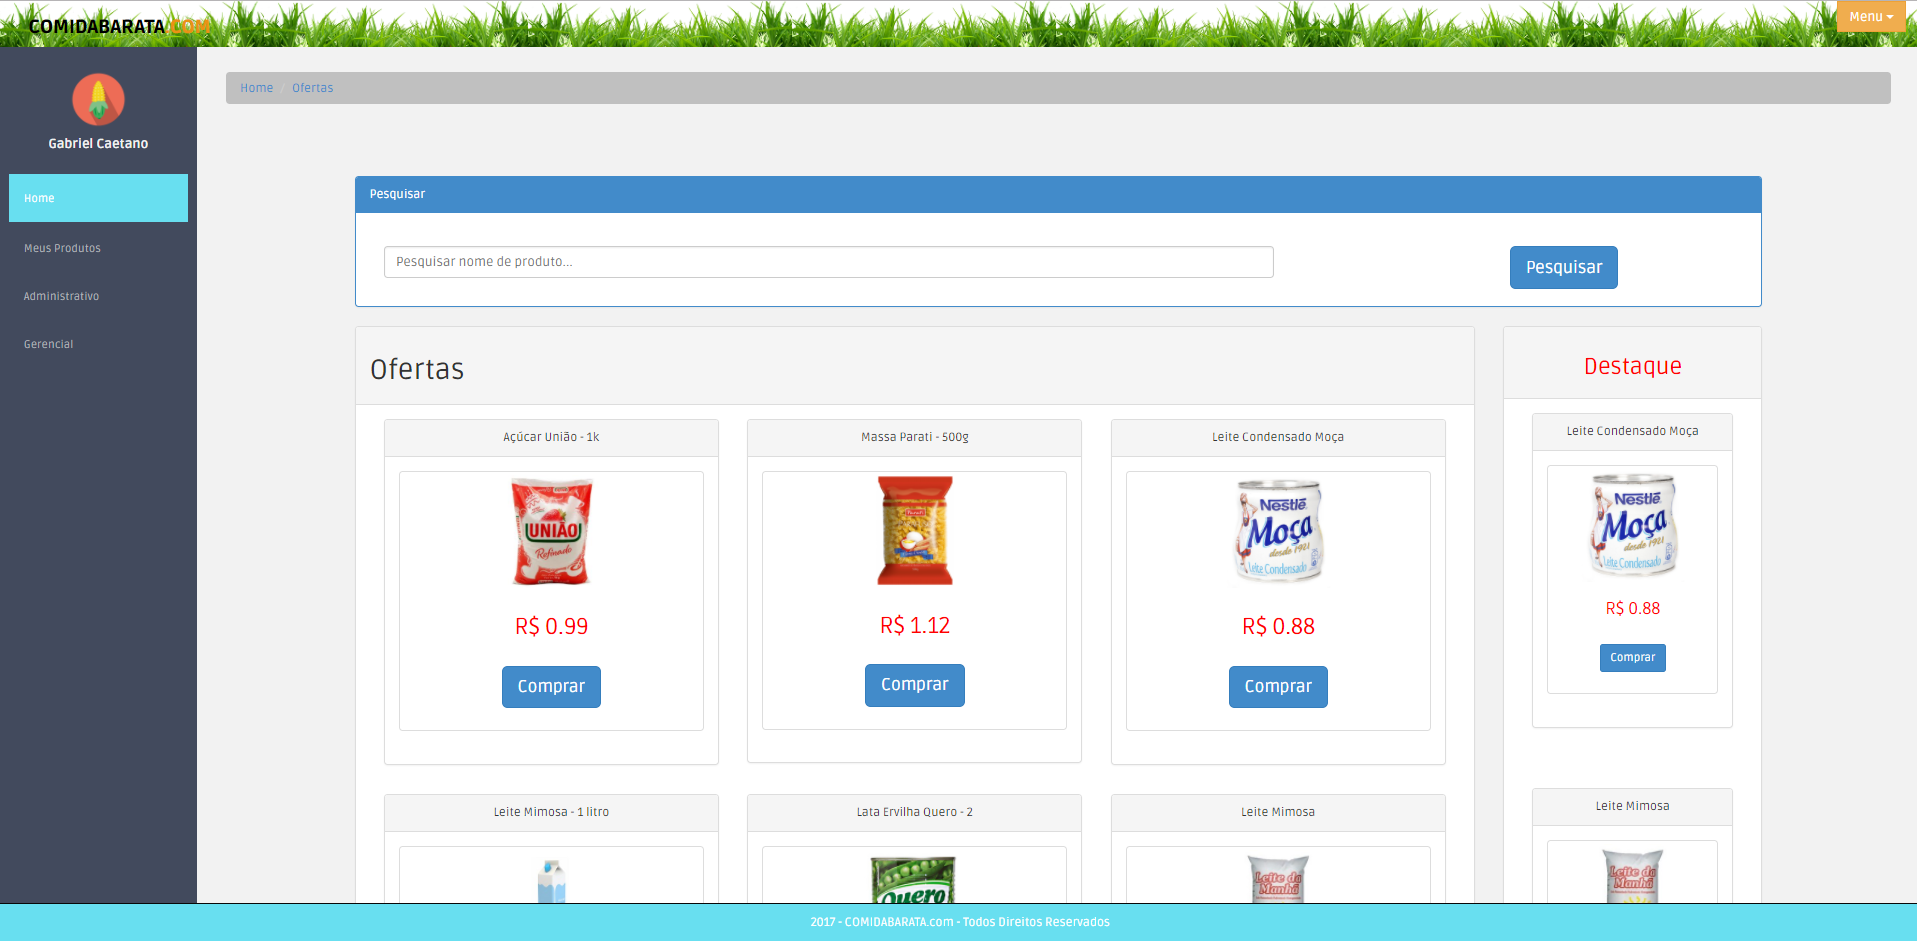 COMIDABARATA.COM
Menu
Gabriel Caetano
Home
Meus Produtos
Administrativo
Gerencial
Home / Ofertas
Pesquisar
Pesquisar nome de produto...
Pesquisar
Ofertas
Açúcar União - 1k
UNIÃO
Refinado
R$ 0.99
Comprar
Massa Parati - 500g
Parati
R$ 1.12
Comprar
Leite Condensado Moça
Nestlé
Moça
desde 1921
Leite Condensado
R$ 0.88
Comprar
Leite Mimosa - 1 litro
Lata Ervilha Quero - 2
Quero
Leite Mimosa
Leite da
Manhã
Destaque
Leite Condensado Moça
Nestlé
Moça
desde 1921
Leite Condensado
R$ 0.88
Comprar
Leite Mimosa
Leite da
Manhã
2017 - COMIDABARATA.com - Todos Direitos Reservados